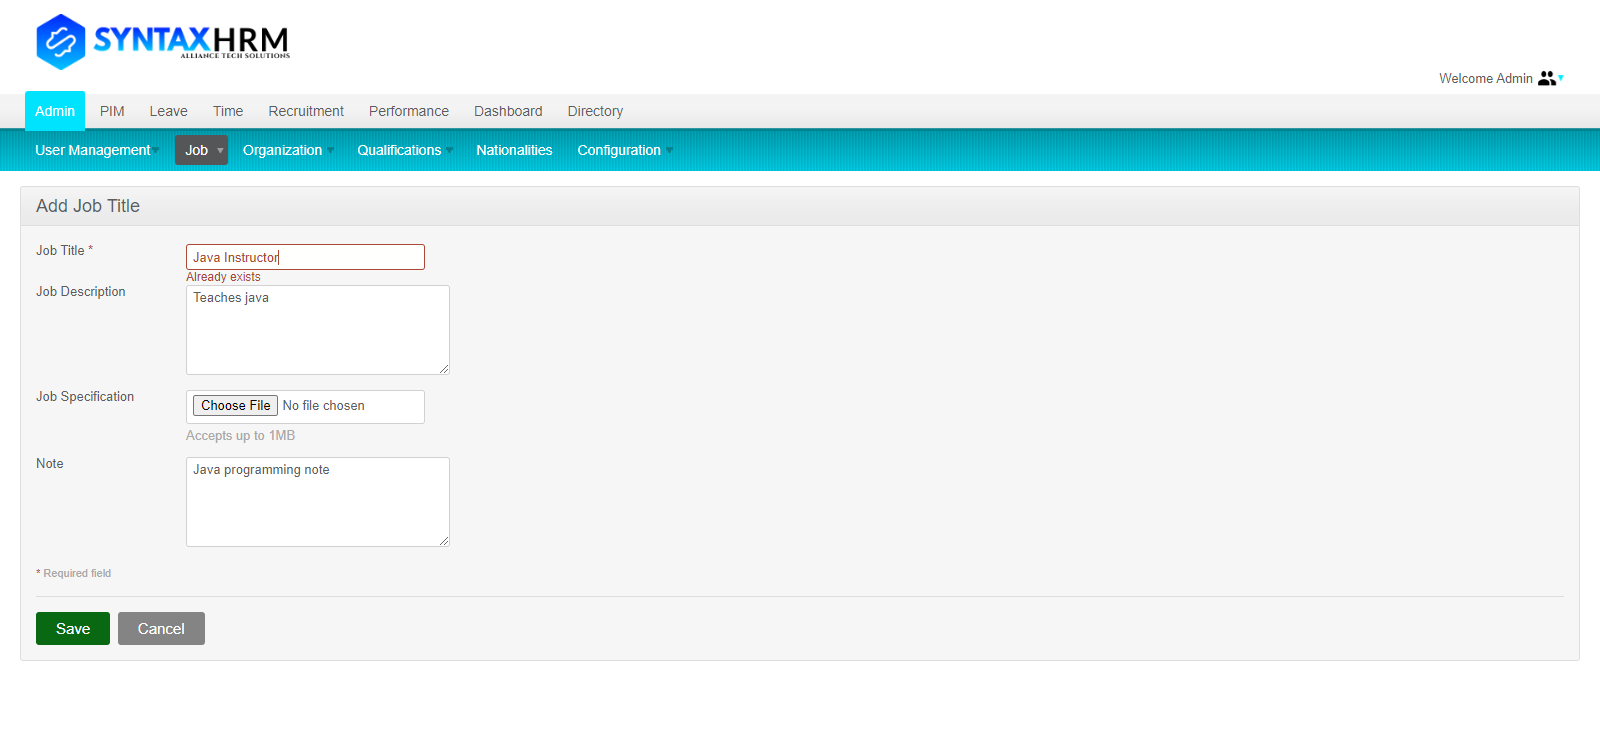 SYNTAXHRM
ALLIANCE TECH SOLUTIONS
Welcome Admin
Admin PIM Leave Time Recruitment Performance Dashboard Directory
User Management Job Organization Qualifications Nationalities Configuration
Add Job Title
Job Title *
Java Instructor
Already exists
Job Description
Teaches java
Job Specification
Choose File No file chosen
Accepts up to 1MB
Note
Java programming note
* Required field
Save Cancel